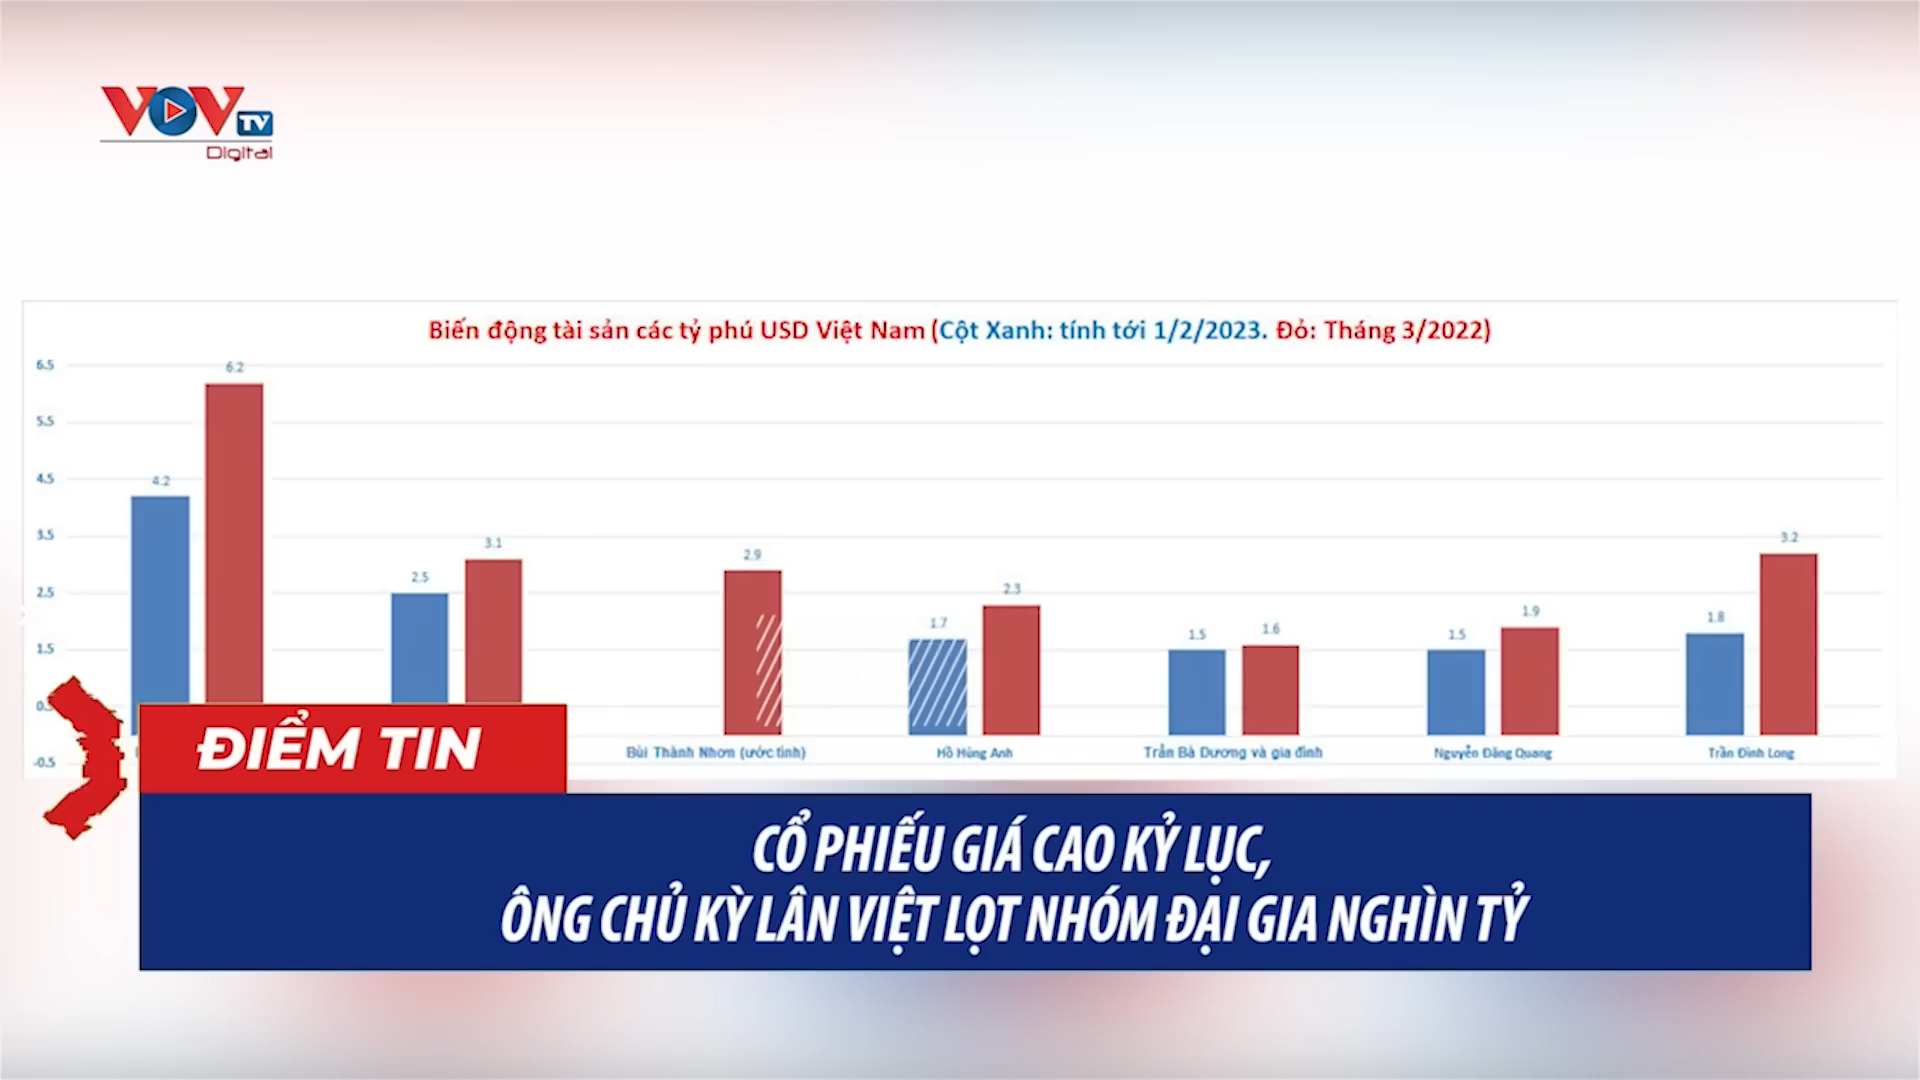 VOV TV
Digital
Biến động tài sản các tỷ phú USD Việt Nam (Cột Xanh: tính tới 1/2/2023. Đỏ: Tháng 3/2022)
6.5
5.5
4.5
3.5
2.5
1.5
-0.5
4.2
6.2
2.5
3.1
2.9
1.7
2.3
1.5
1.6
1.5
1.9
1.8
3.2
Bùi Thành Nhơn (ước tính)
Hồ Hùng Anh
Trần Bá Dương và gia đình
Nguyễn Đăng Quang
Trần Đình Long
ĐIỂM TIN
CỔ PHIẾU GIÁ CAO KỶ LỤC,
ÔNG CHỦ KỲ LÂN VIỆT LỌT NHÓM ĐẠI GIA NGHÌN TỶ